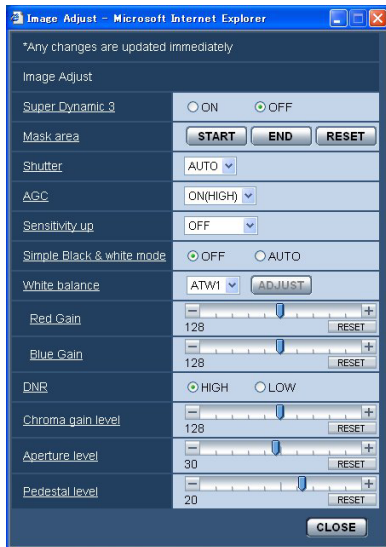 Image Adjust - Microsoft Internet Explorer
*Any changes are updated immediately
Image Adjust
Super Dynamic 3 ON OFF
Mask area START END RESET
Shutter AUTO
AGC ON(HIGH)
Sensitivity up OFF
Simple Black & white mode OFF AUTO
White balance ATW1 ADJUST
Red Gain - +
128 RESET
Blue Gain - +
128 RESET
DNR HIGH LOW
Chroma gain level - +
128 RESET
Aperture level - +
30 RESET
Pedestal level - +
20 RESET
CLOSE